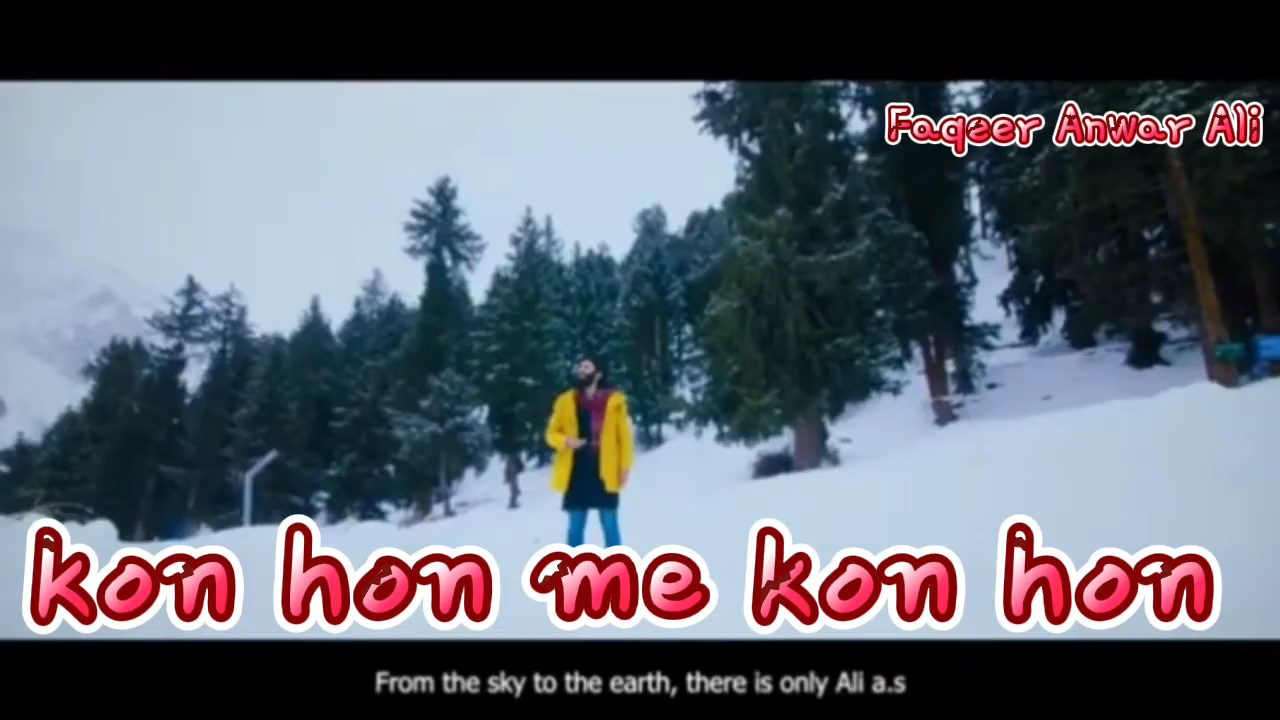 Faqeer Anwar Ali
kon hon me kon hon
From the sky to the earth, there is only Ali a.s